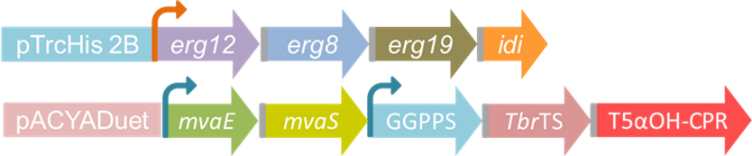 pTrcHis 2B erg12 erg8 erg19 idi
pACYADuet mvaE mvaS GGPPS TbrTS T5αOH-CPR